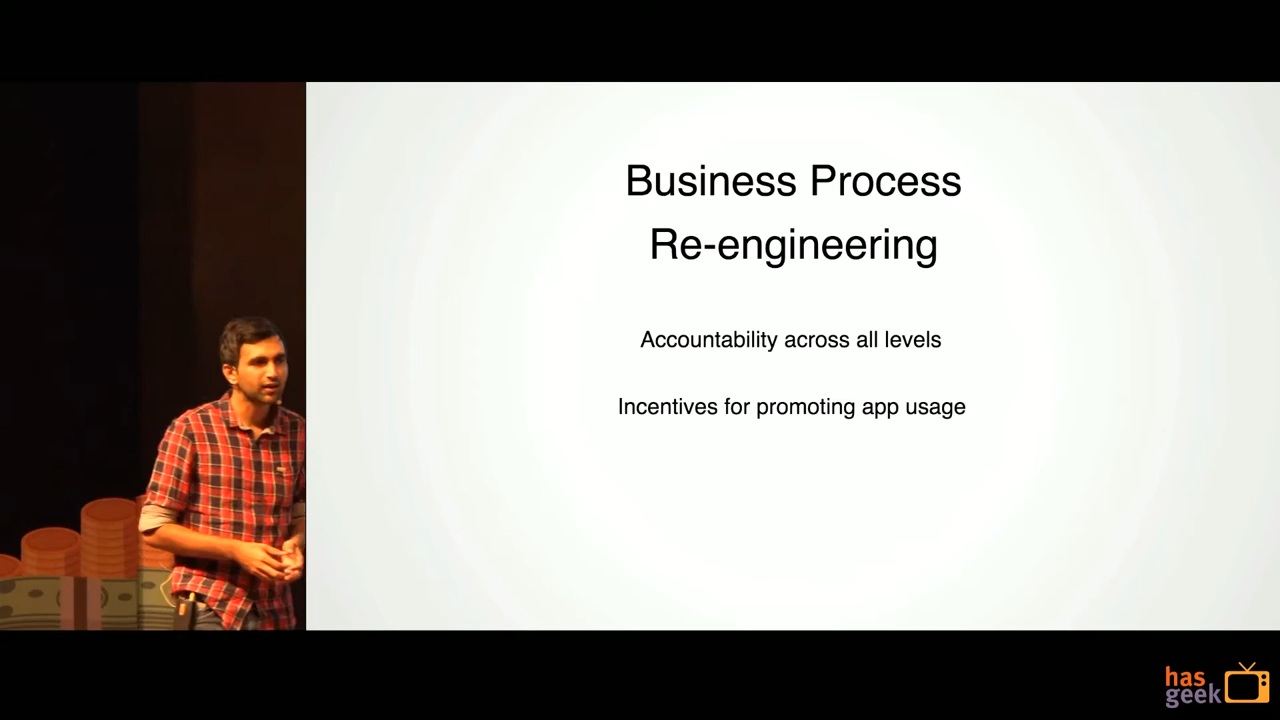 Business Process
Re-engineering
Accountability across all levels
Incentives for promoting app usage
has
geek